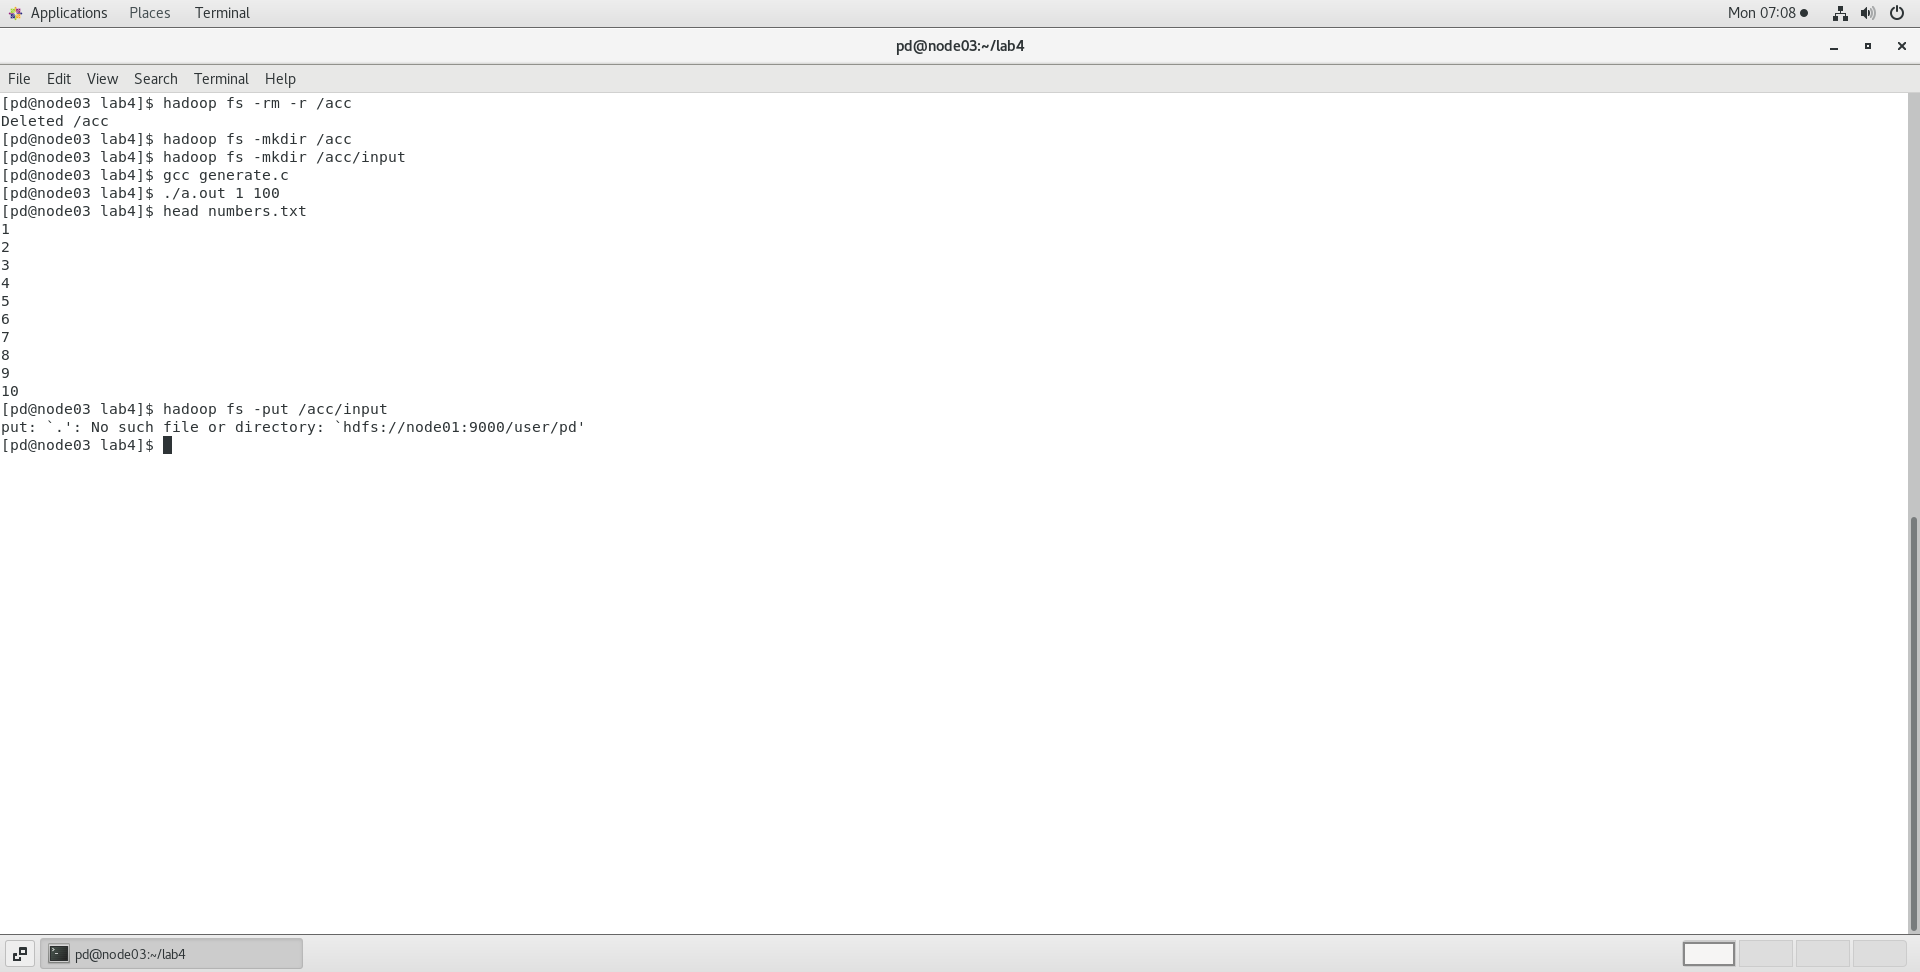 Applications Places Terminal Mon 07:08
pd@node03:~/lab4
File Edit View Search Terminal Help
[pd@node03 lab4]$ hadoop fs -rm -r /acc
Deleted /acc
[pd@node03 lab4]$ hadoop fs -mkdir /acc
[pd@node03 lab4]$ hadoop fs -mkdir /acc/input
[pd@node03 lab4]$ gcc generate.c
[pd@node03 lab4]$ ./a.out 1 100
[pd@node03 lab4]$ head numbers.txt
1
2
3
4
5
6
7
8
9
10
[pd@node03 lab4]$ hadoop fs -put /acc/input
put: `.': No such file or directory: `hdfs://node01:9000/user/pd'
[pd@node03 lab4]$
pd@node03:~/lab4